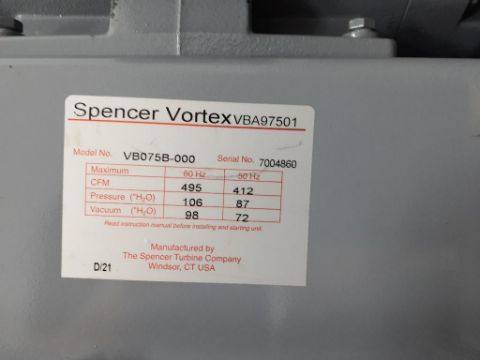 Spencer Vortex VBA97501
Model No. VB075B-000 Serial No. 7004860
Maximum 60 Hz 50 Hz
CFM 495 412
Pressure ("H₂O) 106 87
Vacuum ("H₂O) 98 72
Read instruction manual before installing and starting unit.
Manufactured by
The Spencer Turbine Company
Windsor, CT USA
D/21